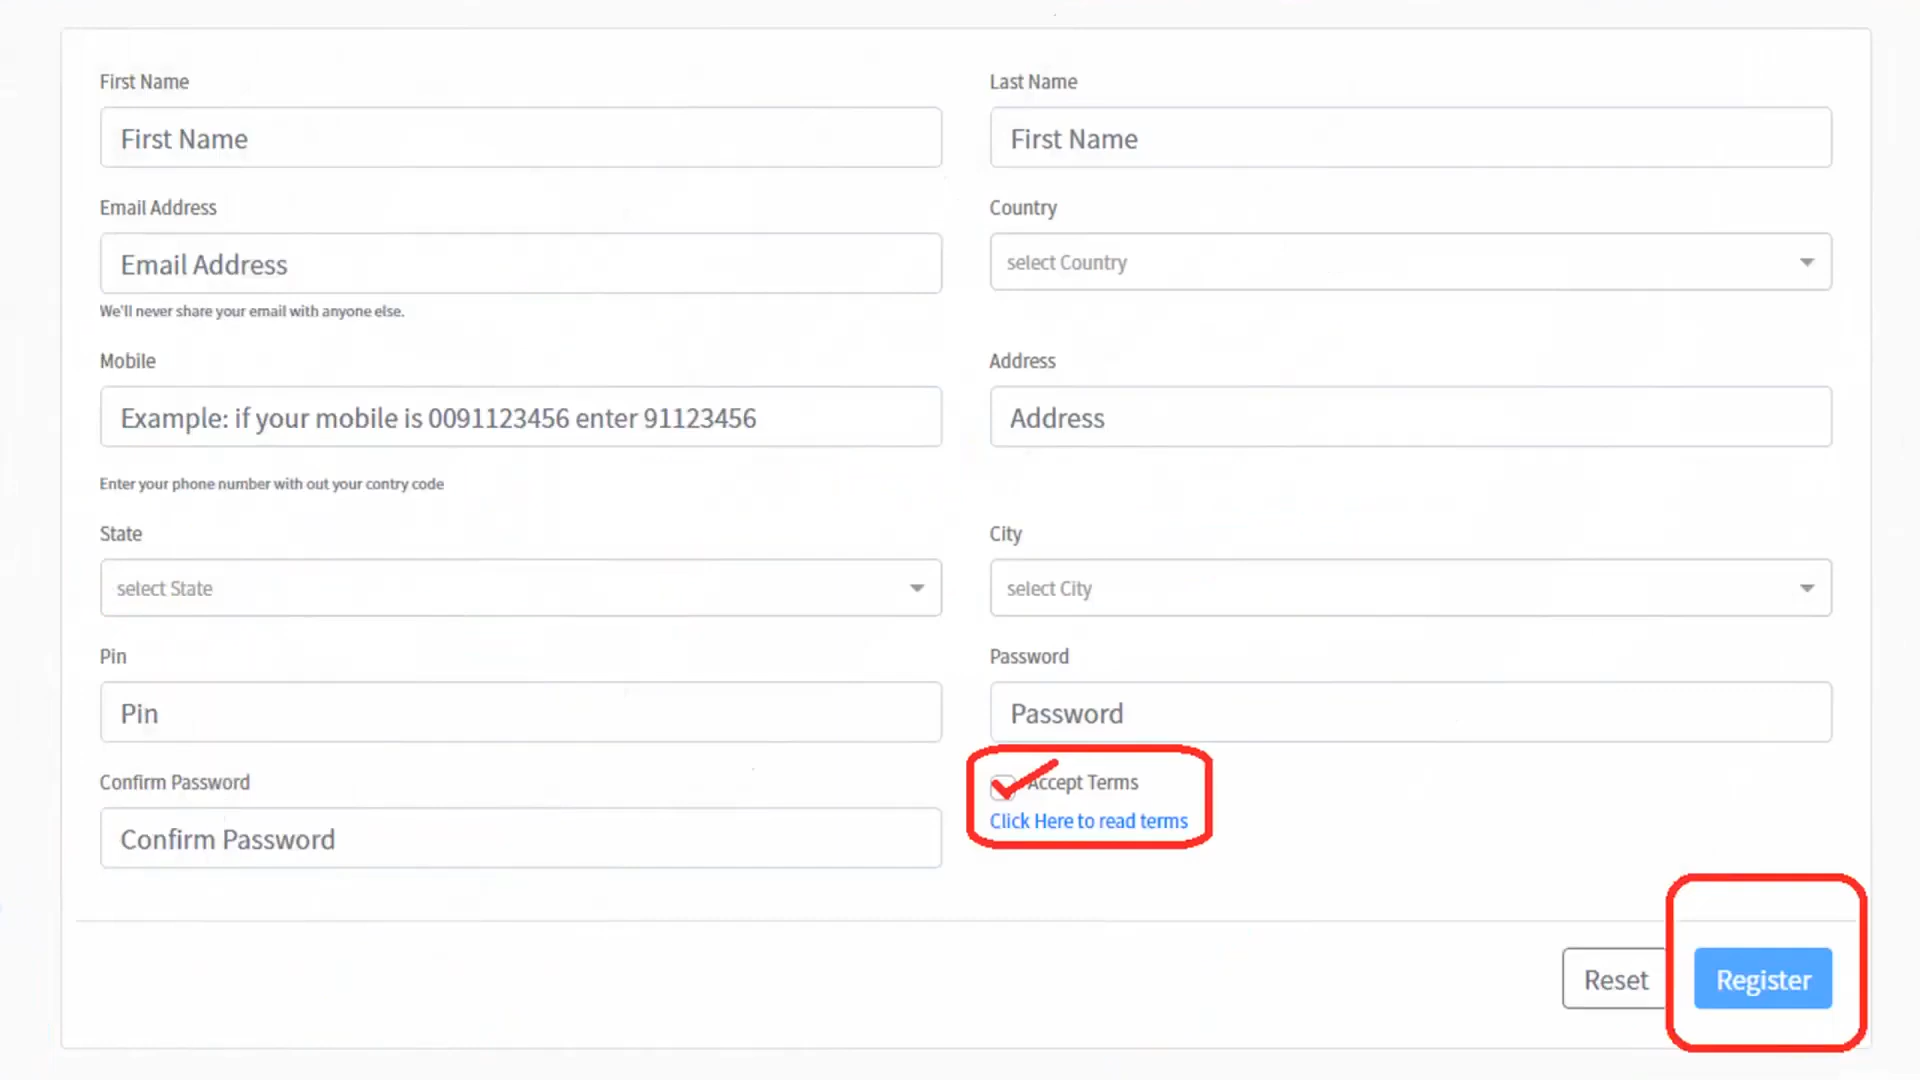 First Name
Last Name
First Name
First Name
Email Address
Country
Email Address
select Country
We'll never share your email with anyone else.
Mobile
Address
Example: if your mobile is 0091123456 enter 91123456
Address
Enter your phone number with out your contry code
State
City
select State
select City
Pin
Password
Pin
Password
Confirm Password
Accept Terms
Click Here to read terms
Confirm Password
Reset
Register